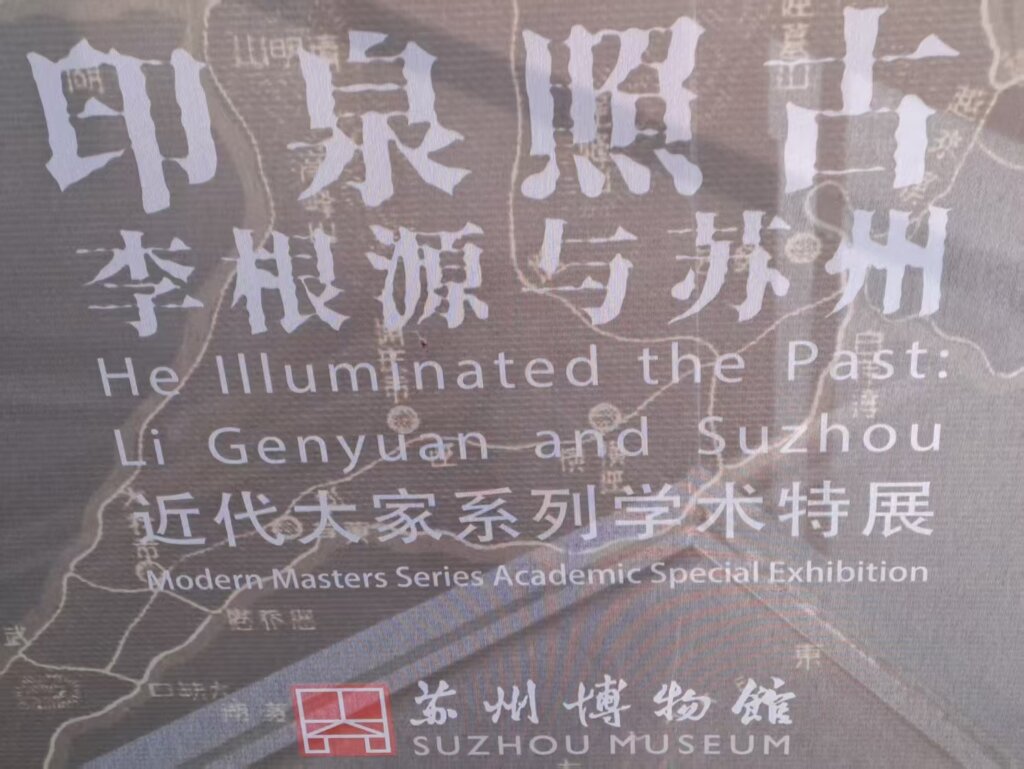 印泉照古
李根源与苏州
He Illuminated the Past:
Li Genyuan and Suzhou
近代大家系列学术特展
Modern Masters Series Academic Special Exhibition
苏州博物馆
SUZHOU MUSEUM